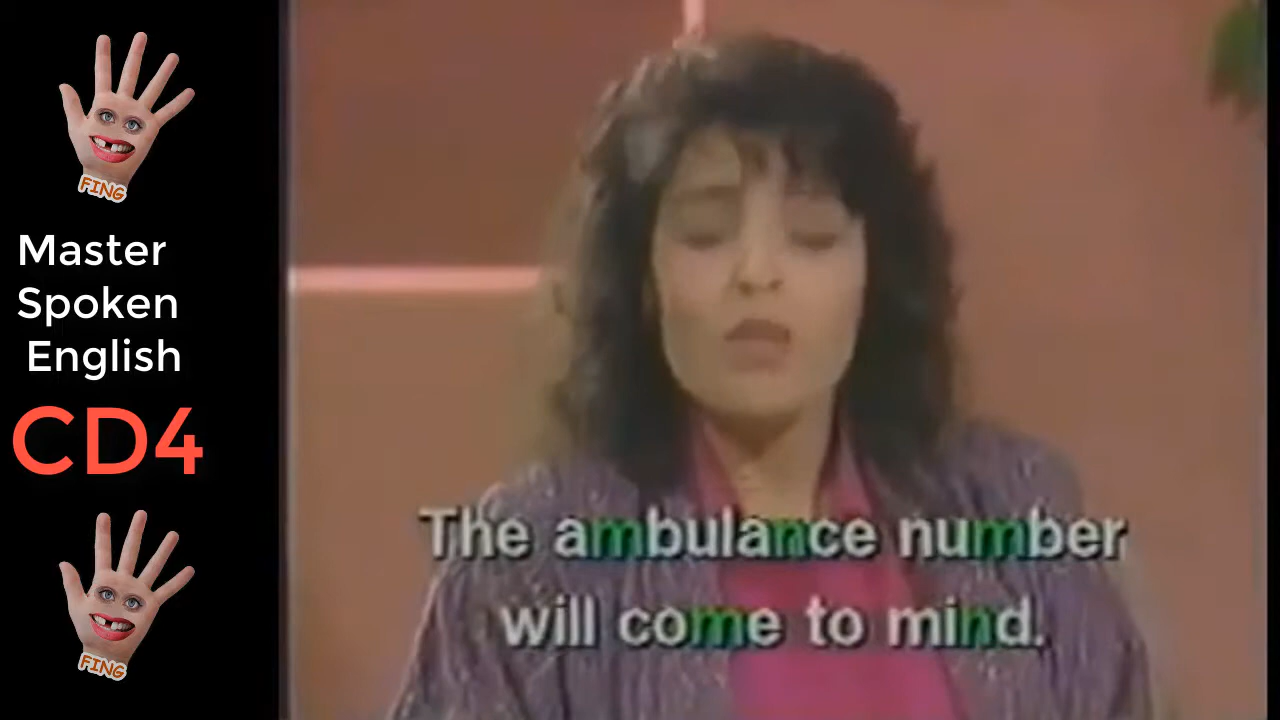 FING
Master
Spoken
English
CD4
FING
The ambulance number
will come to mind.